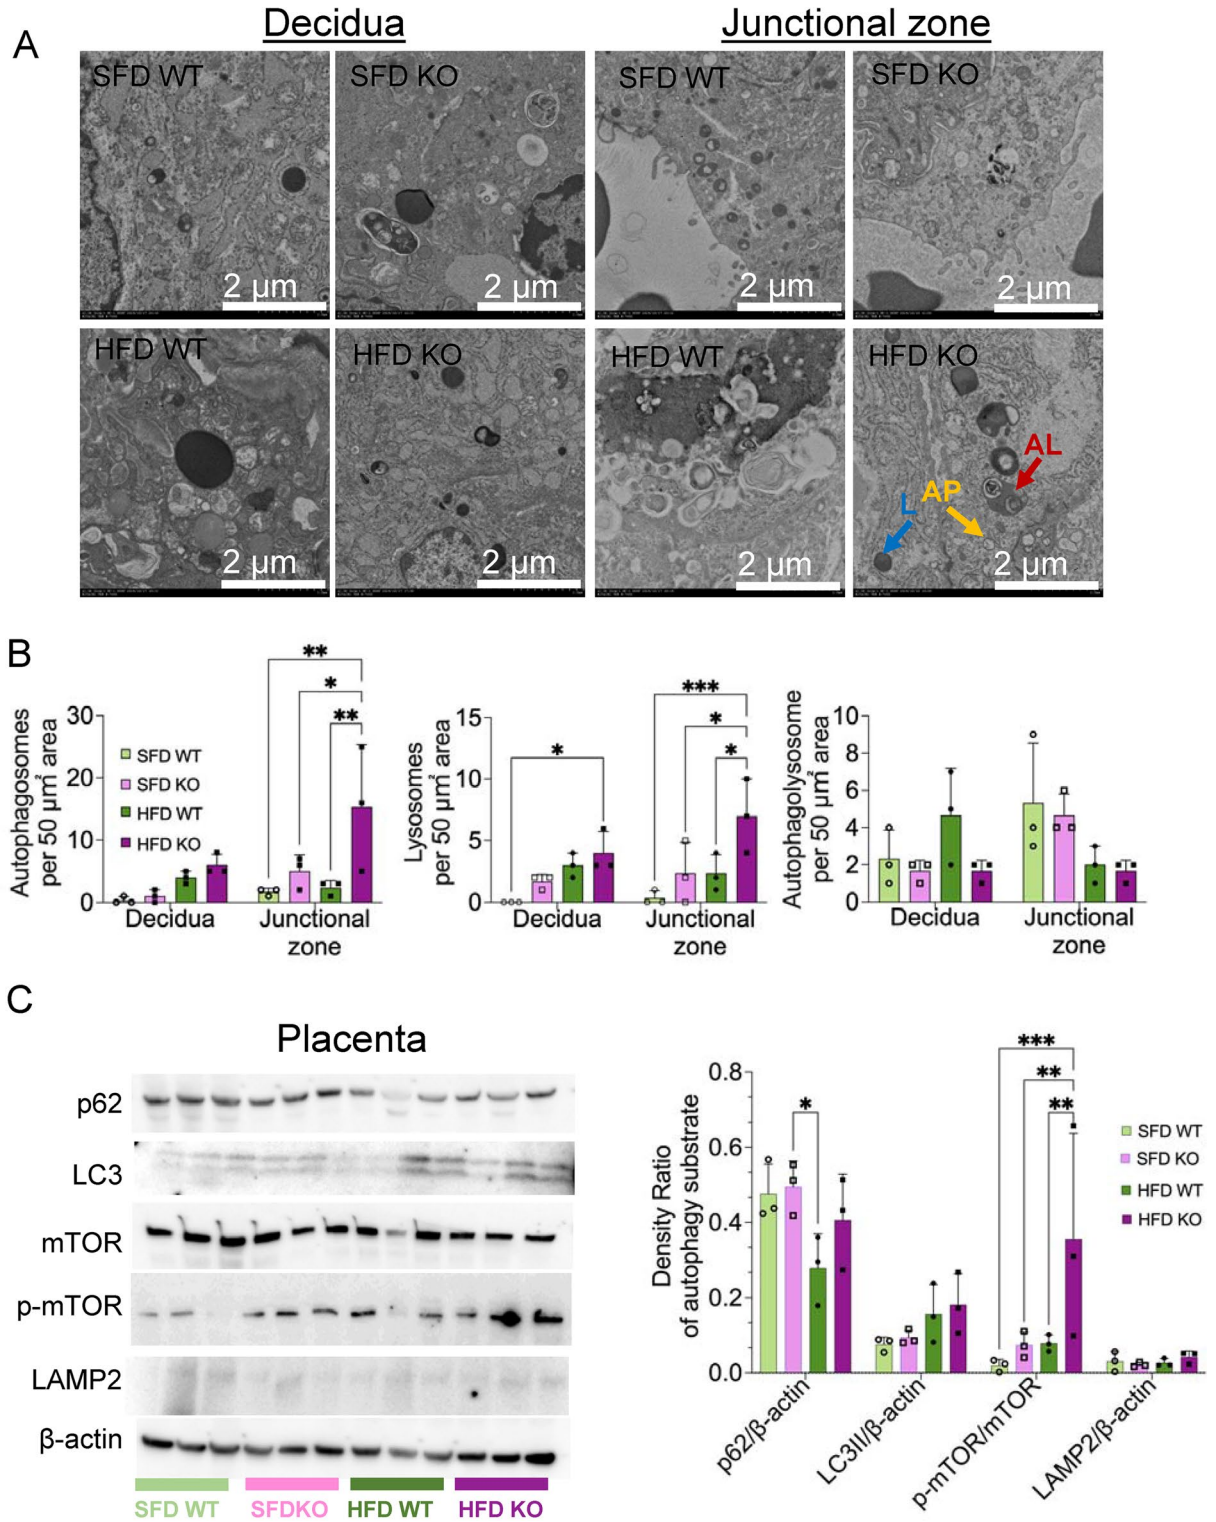 Decidua
Junctional zone
A
SFD WT
SFD KO
SFD WT
SFD KO
2 µm
2 µm
2 µm
2 µm
HFD WT
HFD KO
HFD WT
HFD KO
AL
AP
L
2 µm
2 µm
2 µm
2 µm
B
Autophagosomes
per 50 µm² area
30
20
10
0
SFD WT
SFD KO
HFD WT
HFD KO
**
*
**
Decidua
Junctional
zone
Lysosomes
per 50 µm² area
15
10
5
0
*
***
*
*
Decidua
Junctional
zone
Autophagolysosome
per 50 µm² area
10
8
6
4
2
0
Decidua
Junctional
zone
C
Placenta
p62
LC3
mTOR
p-mTOR
LAMP2
β-actin
SFD WT
SFDKO
HFD WT
HFD KO
Density Ratio
of autophagy substrate
0.8
0.6
0.4
0.2
0.0
*
***
**
**
SFD WT
SFD KO
HFD WT
HFD KO
p62/β-actin
LC3II/β-actin
p-mTOR/mTOR
LAMP2/β-actin